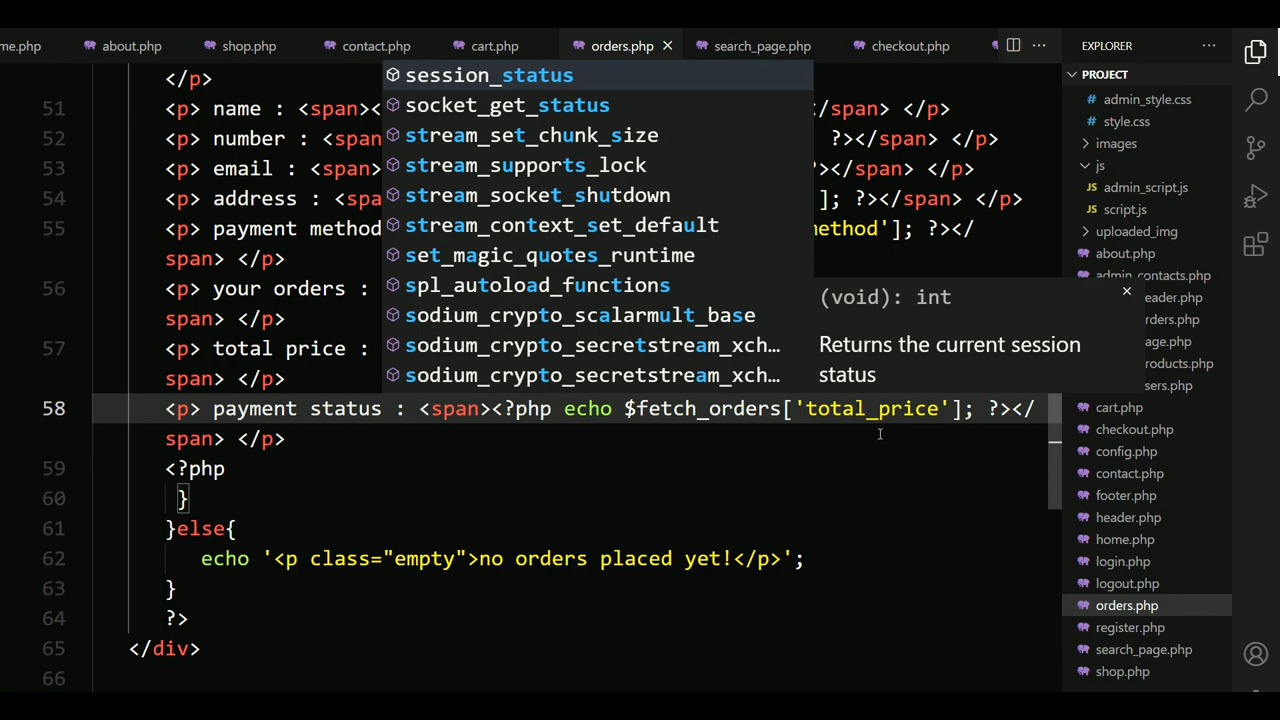 me.php about.php shop.php contact.php cart.php orders.php search_page.php checkout.php
EXPLORER
PROJECT
admin_style.css
style.css
images
js
admin_script.js
script.js
uploaded_img
about.php
admin_contacts.php
eader.php
rders.php
age.php
roducts.php
sers.php
cart.php
checkout.php
config.php
contact.php
footer.php
header.php
home.php
login.php
logout.php
orders.php
register.php
search_page.php
shop.php
</p>
51 <p> name : <span> </span> </p>
52 <p> number : <span ?></span> </p>
53 <p> email : <span> ?></span> </p>
54 <p> address : <spa ]; ?></span> </p>
55 <p> payment method method']; ?></
span> </p>
56 <p> your orders :
span> </p>
57 <p> total price :
span> </p>
58 <p> payment status : <span><?php echo $fetch_orders['total_price']; ?></
span> </p>
59 <?php
60 }
61 }else{
62 echo '<p class="empty">no orders placed yet!</p>';
63 }
64 ?>
65 </div>
66
session_status
socket_get_status
stream_set_chunk_size
stream_supports_lock
stream_socket_shutdown
stream_context_set_default
set_magic_quotes_runtime
spl_autoload_functions
sodium_crypto_scalarmult_base
sodium_crypto_secretstream_xch…
sodium_crypto_secretstream_xch…
(void): int
Returns the current session
status